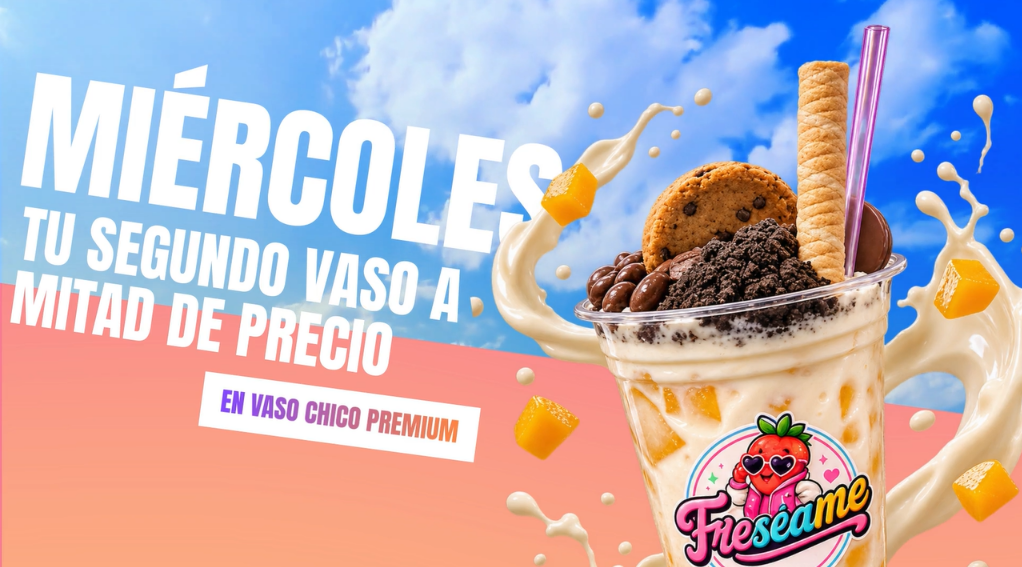 MIÉRCOLES
TU SEGUNDO VASO A
MITAD DE PRECIO
EN VASO CHICO PREMIUM
Freséame